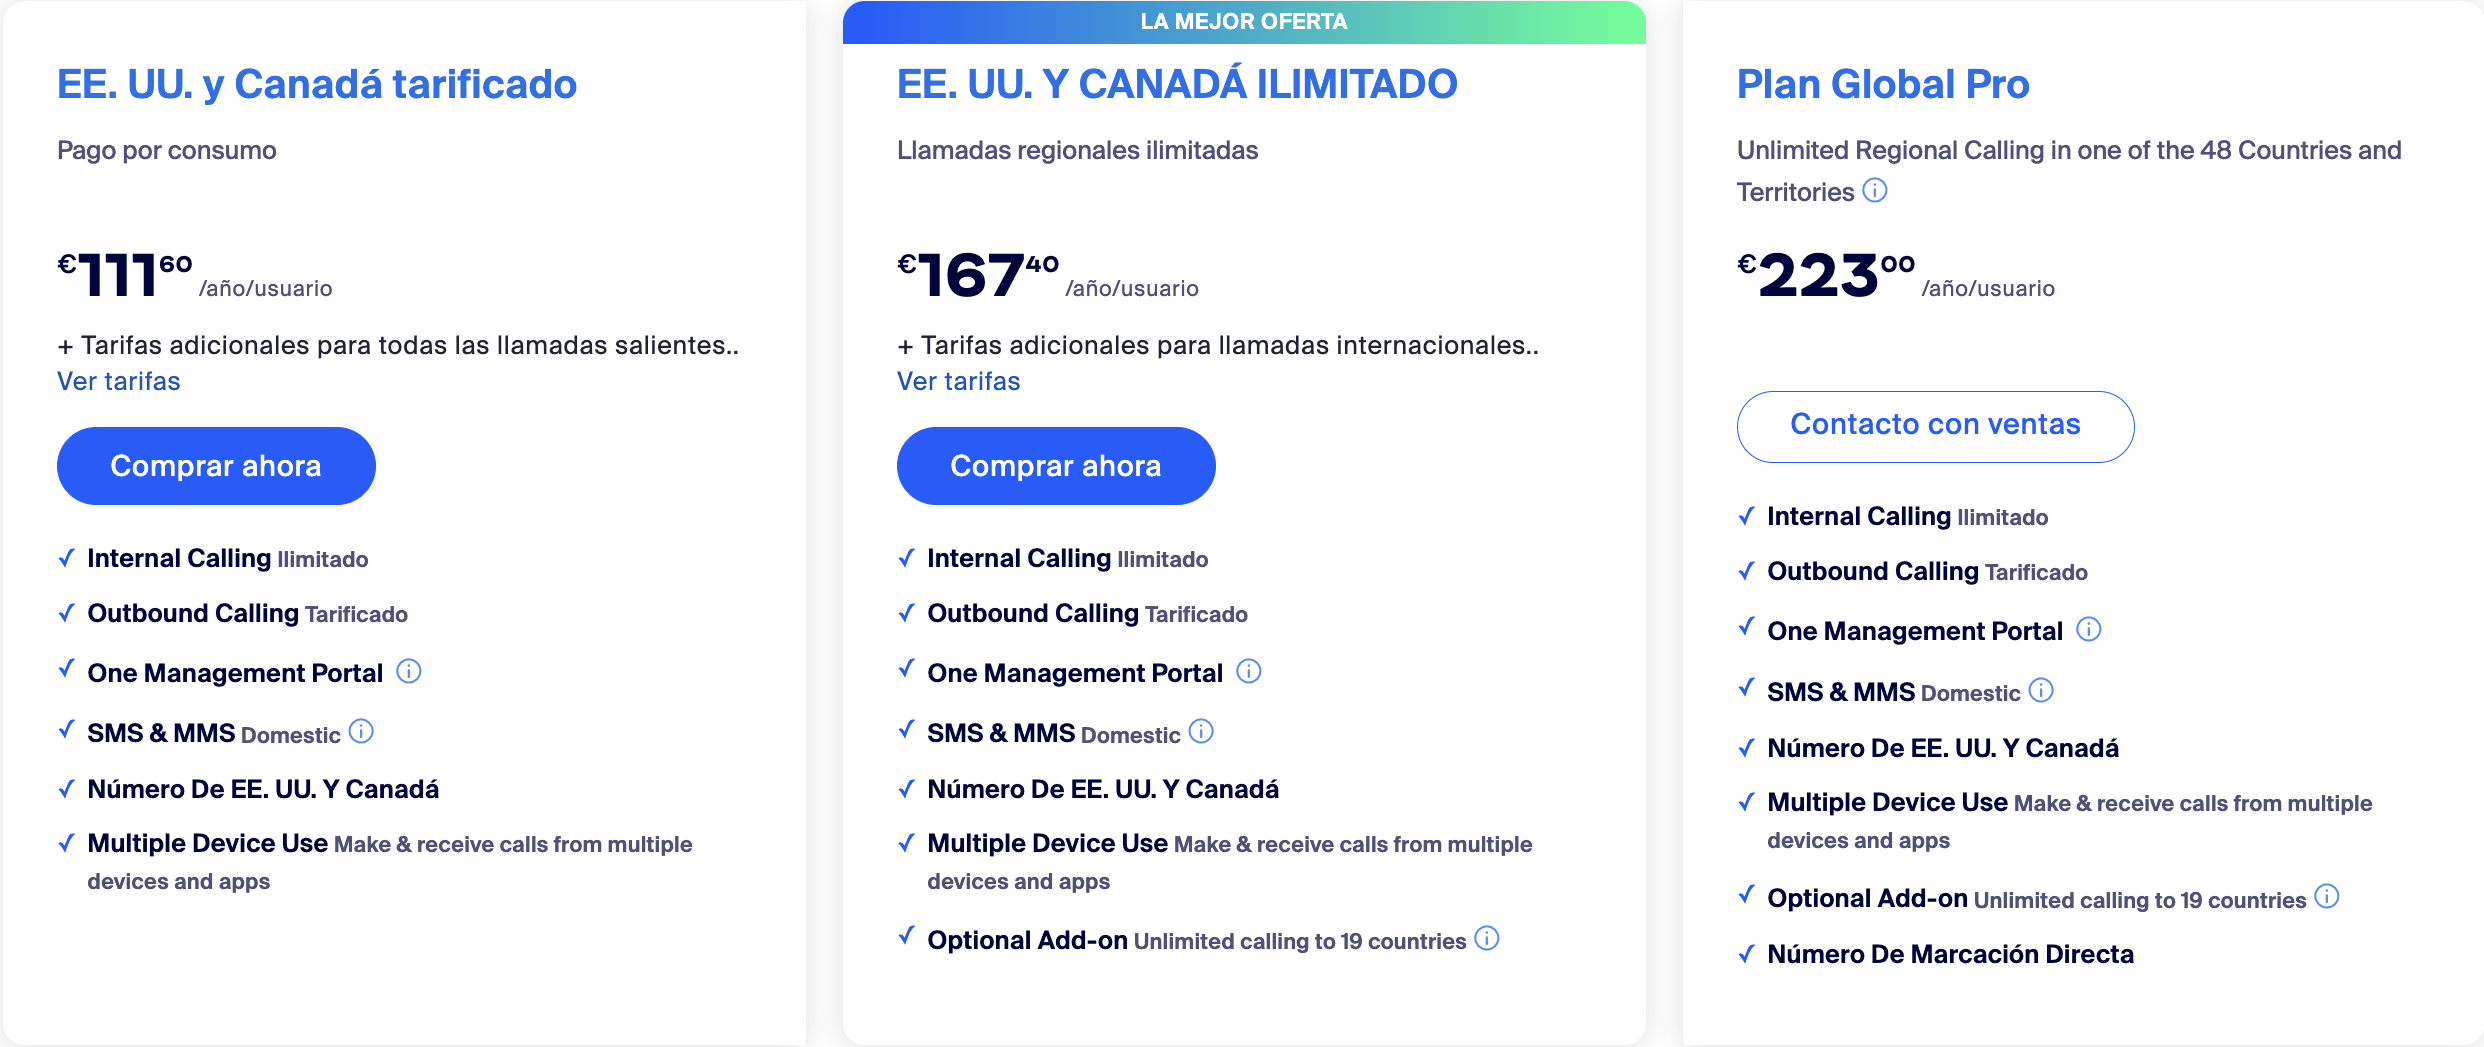 EE. UU. y Canadá tarificado
Pago por consumo
€111⁶⁰ /año/usuario
+ Tarifas adicionales para todas las llamadas salientes..
Ver tarifas
Comprar ahora
✓ Internal Calling Ilimitado
✓ Outbound Calling Tarificado
✓ One Management Portal ⓘ
✓ SMS & MMS Domestic ⓘ
✓ Número De EE. UU. Y Canadá
✓ Multiple Device Use Make & receive calls from multiple
devices and apps
LA MEJOR OFERTA
EE. UU. Y CANADÁ ILIMITADO
Llamadas regionales ilimitadas
€167⁴⁰ /año/usuario
+ Tarifas adicionales para llamadas internacionales..
Ver tarifas
Comprar ahora
✓ Internal Calling Ilimitado
✓ Outbound Calling Tarificado
✓ One Management Portal ⓘ
✓ SMS & MMS Domestic ⓘ
✓ Número De EE. UU. Y Canadá
✓ Multiple Device Use Make & receive calls from multiple
devices and apps
✓ Optional Add-on Unlimited calling to 19 countries ⓘ
Plan Global Pro
Unlimited Regional Calling in one of the 48 Countries and
Territories ⓘ
€223⁰⁰ /año/usuario
Contacto con ventas
✓ Internal Calling Ilimitado
✓ Outbound Calling Tarificado
✓ One Management Portal ⓘ
✓ SMS & MMS Domestic ⓘ
✓ Número De EE. UU. Y Canadá
✓ Multiple Device Use Make & receive calls from multiple
devices and apps
✓ Optional Add-on Unlimited calling to 19 countries ⓘ
✓ Número De Marcación Directa